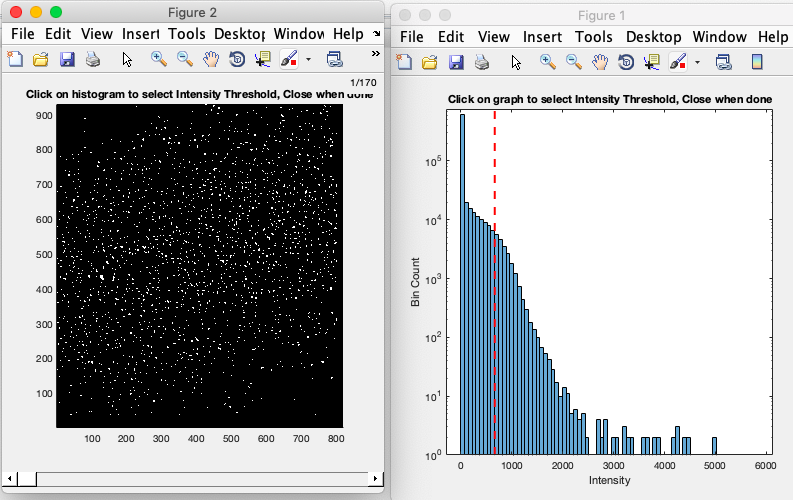 Figure 2
File Edit View Insert Tools Desktop Window Help
1/170
Click on histogram to select Intensity Threshold, Close when done
900
800
700
600
500
400
300
200
100
100 200 300 400 500 600 700 800
Figure 1
File Edit View Insert Tools Desktop Window Help
Click on graph to select Intensity Threshold, Close when done
10^5
10^4
10^3
10^2
10^1
10^0
Bin Count
0 1000 2000 3000 4000 5000 6000
Intensity